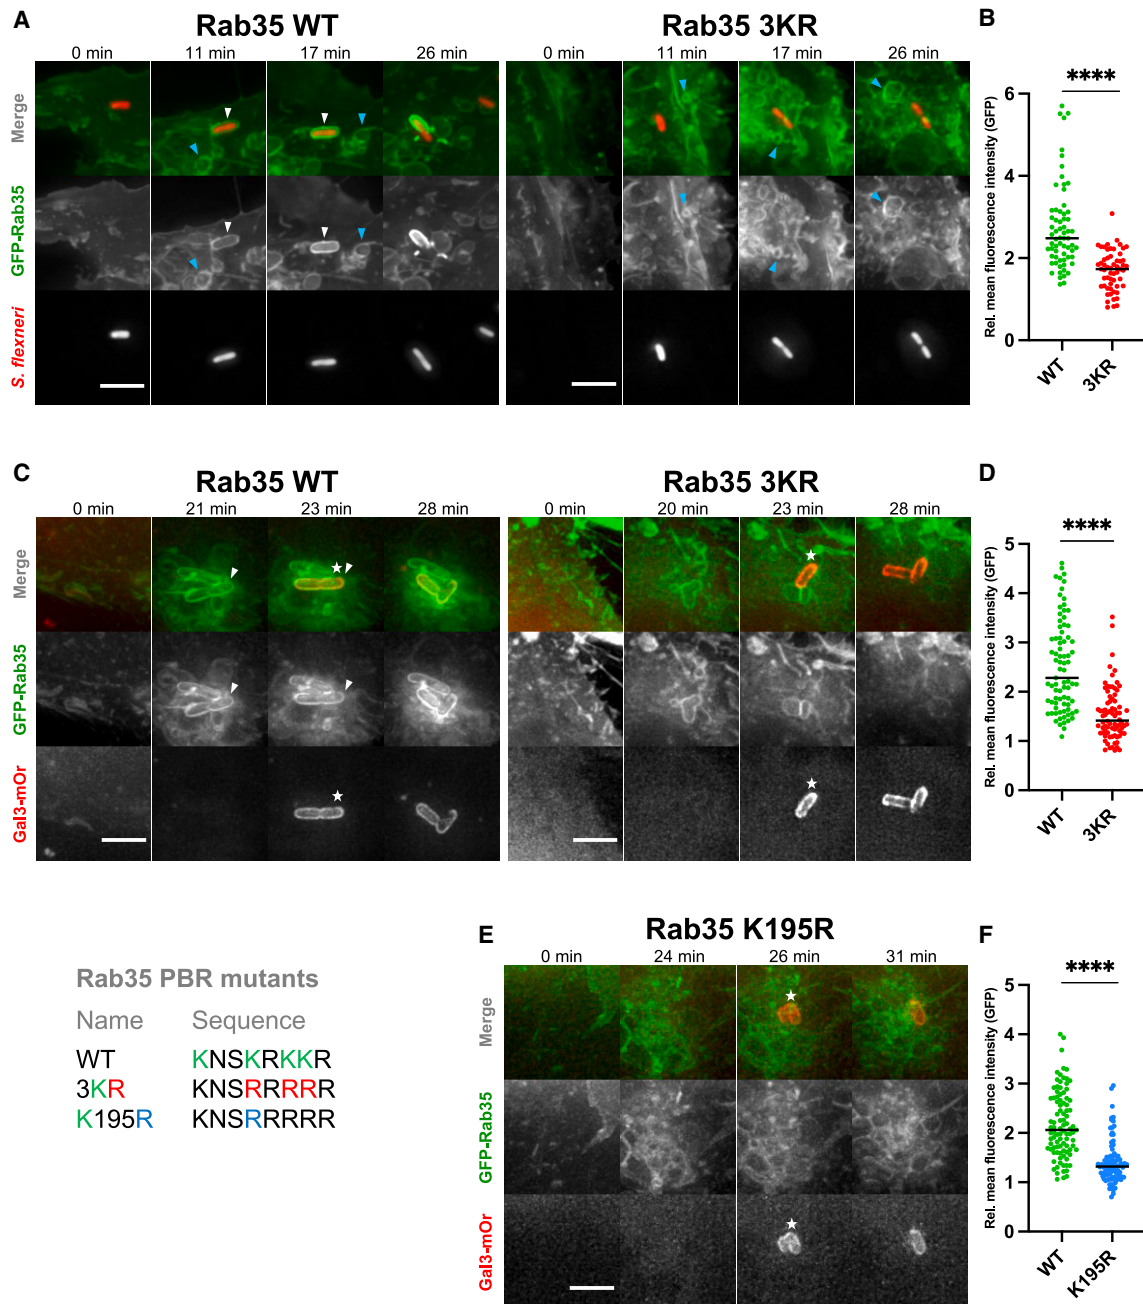 A
Rab35 WT
Rab35 3KR
B
0 min
11 min
17 min
26 min
0 min
11 min
17 min
26 min
Merge
GFP-Rab35
S. flexneri
****
Rel. mean fluorescence intensity (GFP)
6
4
2
0
WT
3KR
C
Rab35 WT
Rab35 3KR
D
0 min
21 min
23 min
28 min
0 min
20 min
23 min
28 min
Merge
GFP-Rab35
Gal3-mOr
****
Rel. mean fluorescence intensity (GFP)
5
4
3
2
1
0
WT
3KR
Rab35 PBR mutants
Name Sequence
WT KNSKRKKR
3KR KNSRRRRR
K195R KNSRRRRR
E
Rab35 K195R
F
0 min
24 min
26 min
31 min
Merge
GFP-Rab35
Gal3-mOr
****
Rel. mean fluorescence intensity (GFP)
5
4
3
2
1
0
WT
K195R